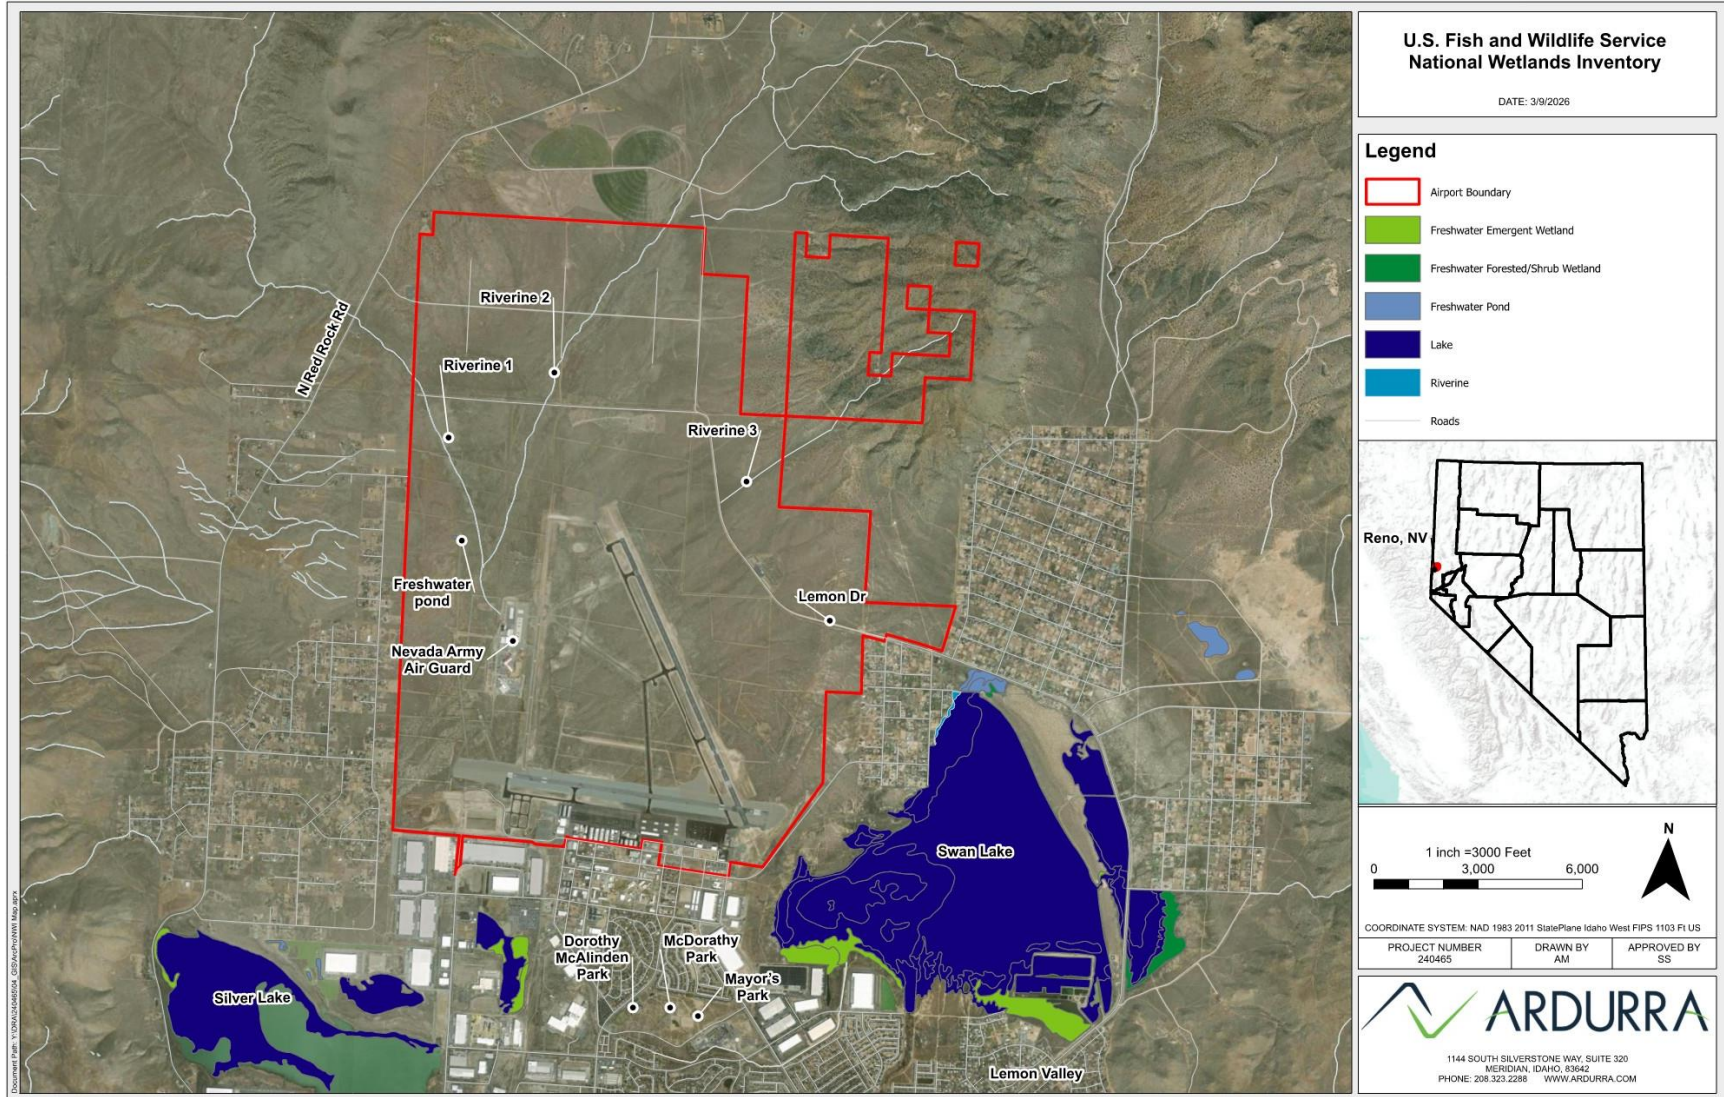 U.S. Fish and Wildlife Service
National Wetlands Inventory
DATE: 3/9/2026
Legend
Airport Boundary
Freshwater Emergent Wetland
Freshwater Forested/Shrub Wetland
Freshwater Pond
Lake
Riverine
Roads
Reno, NV
N
1 inch =3000 Feet
0 3,000 6,000
COORDINATE SYSTEM: NAD 1983 2011 StatePlane Idaho West FIPS 1103 Ft US
PROJECT NUMBER
240465
DRAWN BY
AM
APPROVED BY
SS
ARDURRA
1144 SOUTH SILVERSTONE WAY, SUITE 320
MERIDIAN, IDAHO, 83642
PHONE: 208.323.2288 WWW.ARDURRA.COM
N Red Rock Rd
Riverine 2
Riverine 1
Riverine 3
Freshwater
pond
Lemon Dr
Nevada Army
Air Guard
Swan Lake
Silver Lake
Dorothy
McAlinden
Park
McDorathy
Park
Mayor's
Park
Lemon Valley